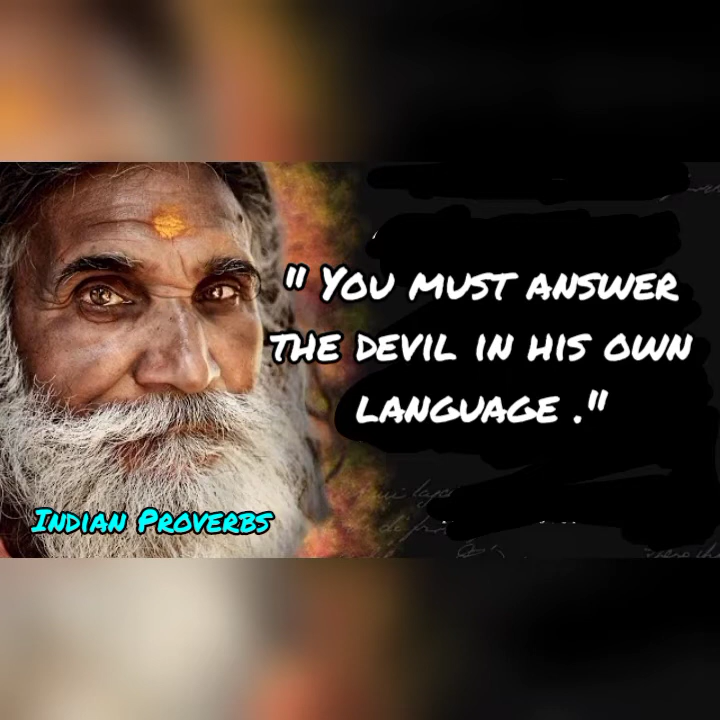 " You must answer
the devil in his own
language ."
Indian Proverbs